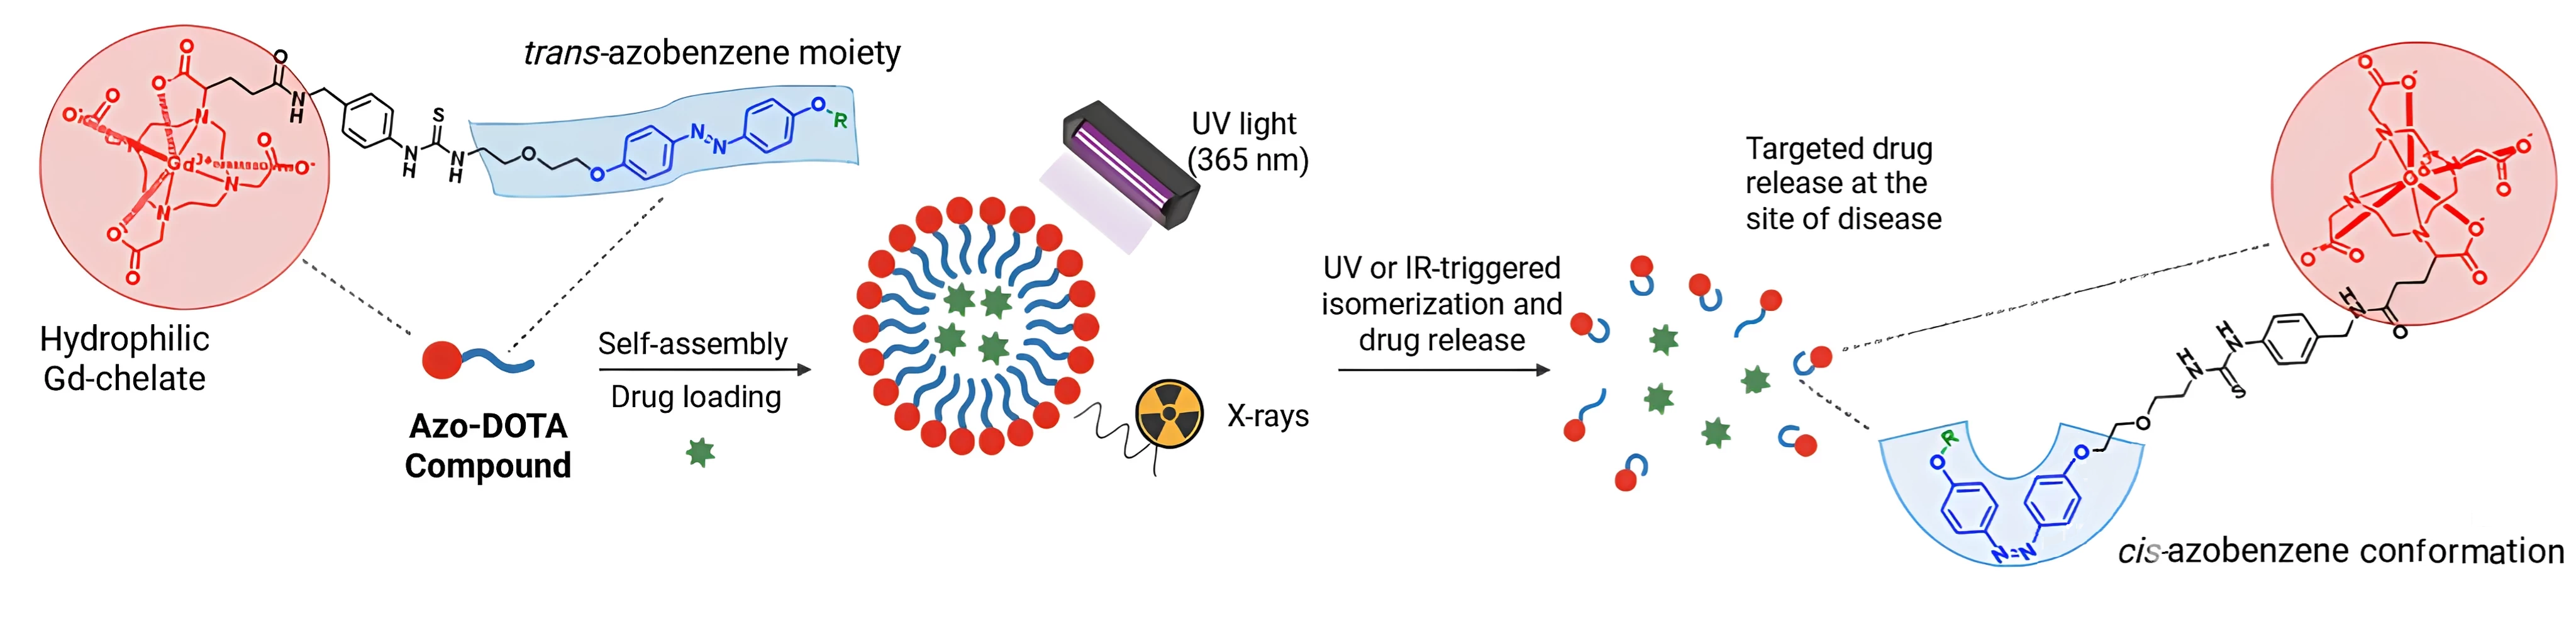 trans-azobenzene moiety
Hydrophilic
Gd-chelate
Azo-DOTA
Compound
Self-assembly
Drug loading
UV light
(365 nm)
X-rays
UV or IR-triggered
isomerization and
drug release
Targeted drug
release at the
site of disease
cis-azobenzene conformation